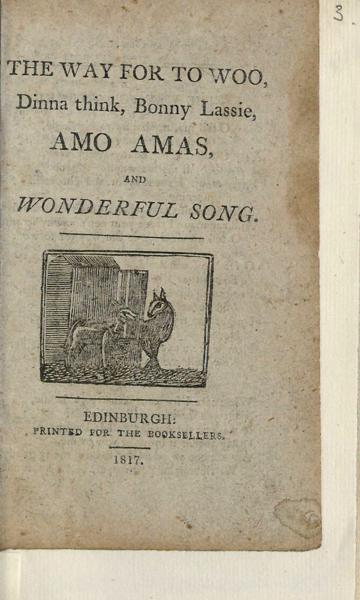 3
THE WAY FOR TO WOO,
Dinna think, Bonny Lassie,
AMO AMAS,
AND
WONDERFUL SONG.
EDINBURGH:
PRINTED FOR THE BOOKSELLERS.
1817.